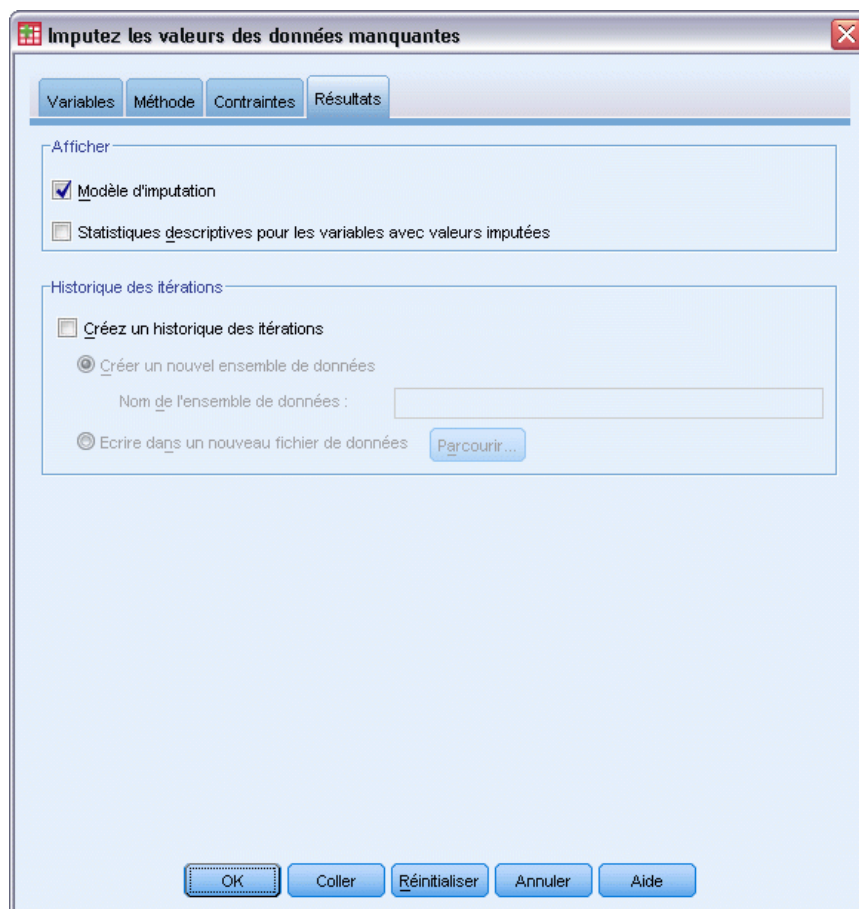 Imputez les valeurs des données manquantes
Variables Méthode Contraintes Résultats
Afficher
Modèle d'imputation
Statistiques descriptives pour les variables avec valeurs imputées
Historique des itérations
Créez un historique des itérations
Créer un nouvel ensemble de données
Nom de l'ensemble de données :
Ecrire dans un nouveau fichier de données Parcourir...
OK Coller Réinitialiser Annuler Aide